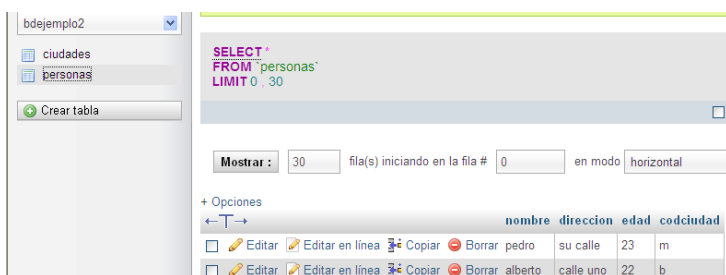 bdejemplo2
ciudades
personas
Crear tabla
SELECT *
FROM `personas`
LIMIT 0 , 30
Mostrar : 30 fila(s) iniciando en la fila # 0 en modo horizontal
+ Opciones
←T→ nombre direccion edad codciudad
Editar Editar en línea Copiar Borrar pedro su calle 23 m
Editar Editar en línea Copiar Borrar alberto calle uno 22 b